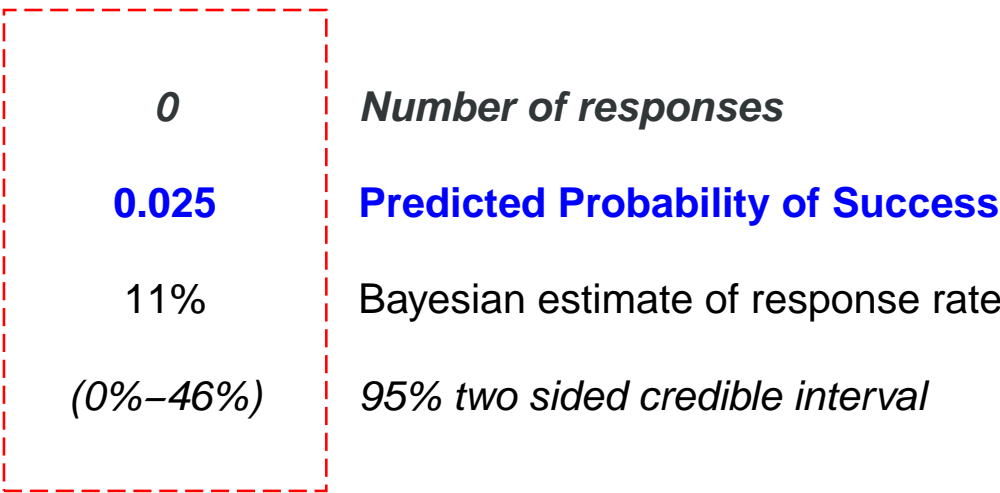 0 Number of responses
0.025 Predicted Probability of Success
11% Bayesian estimate of response rate
(0%–46%) 95% two sided credible interval